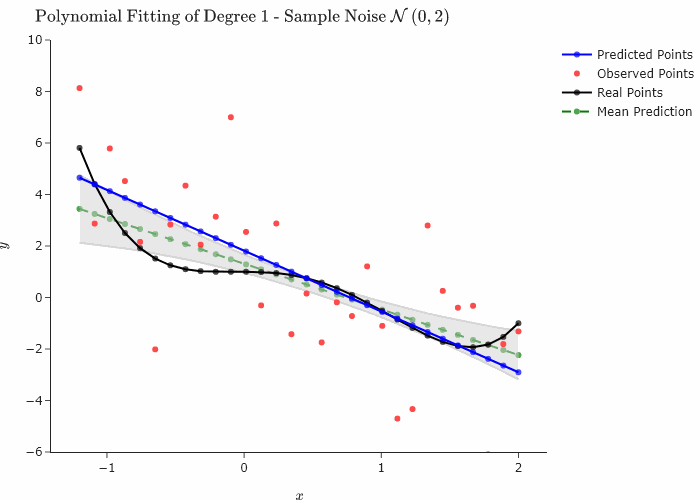 Polynomial Fitting of Degree 1 - Sample Noise 𝒩 (0, 2)
Predicted Points
Observed Points
Real Points
Mean Prediction
10
8
6
4
2
0
−2
−4
−6
y
−1
0
1
2
x